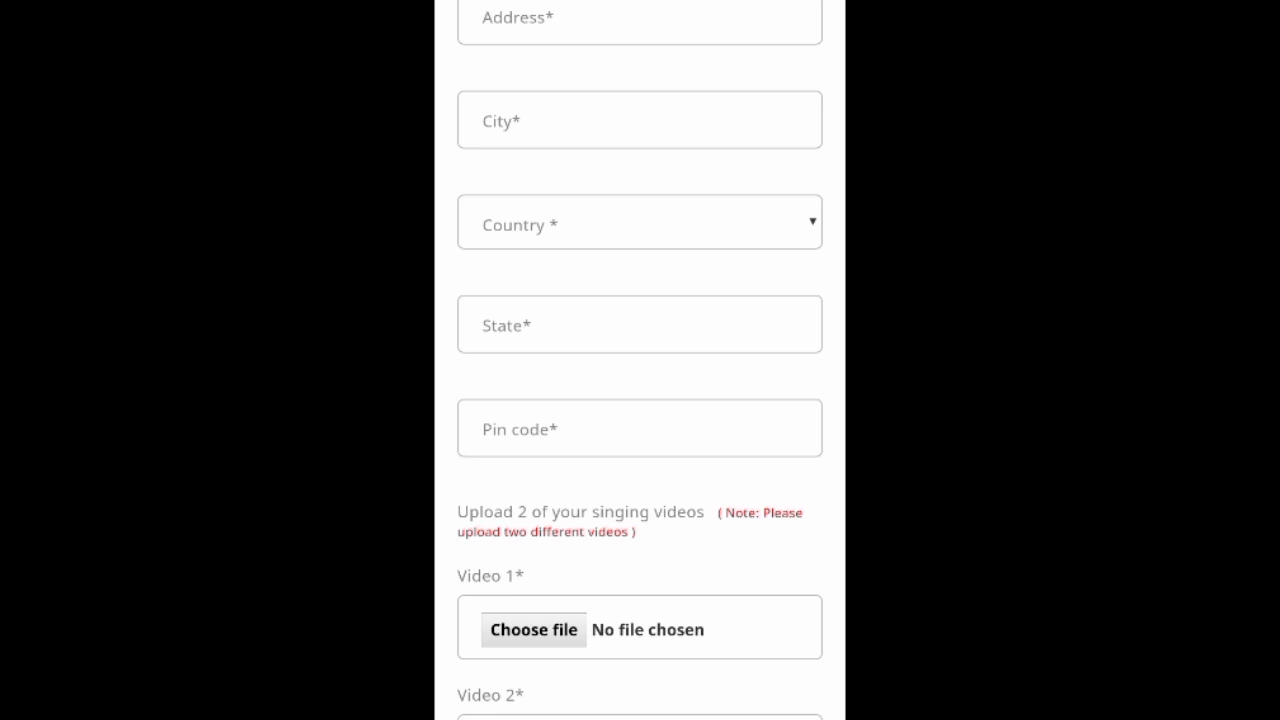 Address*
City*
Country *
State*
Pin code*
Upload 2 of your singing videos ( Note: Please
upload two different videos )
Video 1*
Choose file No file chosen
Video 2*